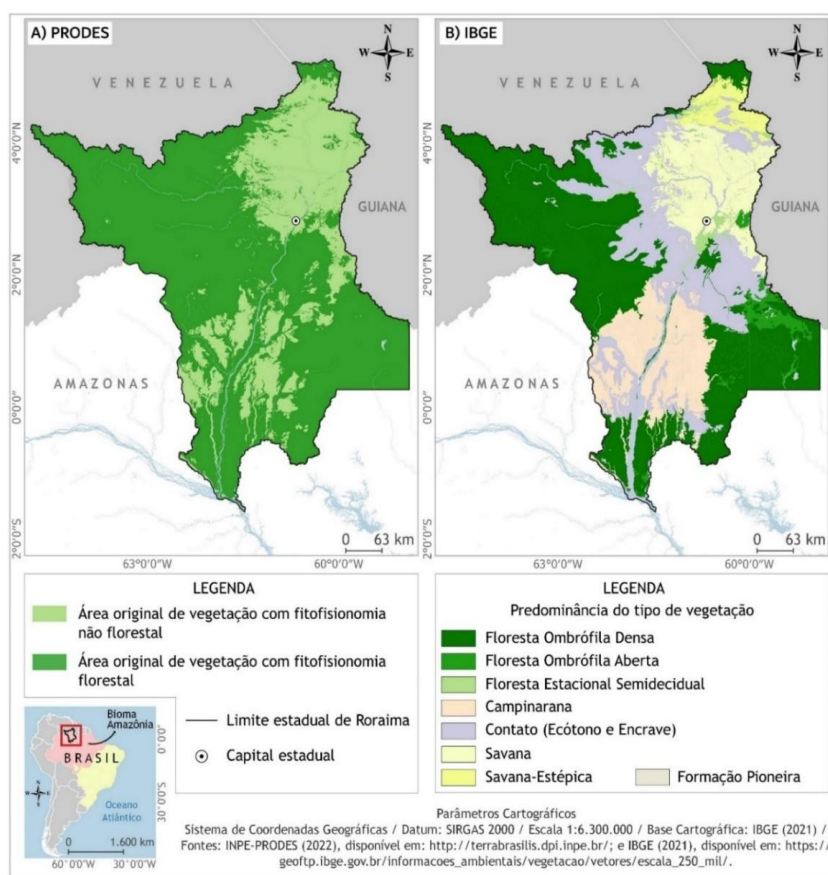 A) PRODES
N
W E
S
VENEZUELA
GUIANA
AMAZONAS
4°0'0"N
2°0'0"N
0°0'0"
2°0'0"S
0 63 km
63°0'0"W
60°0'0"W
B) IBGE
N
W E
S
VENEZUELA
GUIANA
AMAZONAS
4°0'0"N
2°0'0"N
0°0'0"
2°0'0"S
0 63 km
63°0'0"W
60°0'0"W
LEGENDA
Área original de vegetação com fitofisionomia
não florestal
Área original de vegetação com fitofisionomia
florestal
LEGENDA
Predominância do tipo de vegetação
Floresta Ombrófila Densa
Floresta Ombrófila Aberta
Floresta Estacional Semidecidual
Campinarana
Contato (Ecótono e Encrave)
Savana
Savana-Estépica
Formação Pioneira
Bioma
Amazônia
BRASIL
Oceano
Atlântico
0 1.600 km
60°0'0"W 30°0'0"W
0°0'0"
30°0'0"S
Limite estadual de Roraima
Capital estadual
Parâmetros Cartográficos
Sistema de Coordenadas Geográficas / Datum: SIRGAS 2000 / Escala 1:6.300.000 / Base Cartográfica: IBGE (2021) /
Fontes: INPE-PRODES (2022), disponível em: http://terrabrasilis.dpi.inpe.br/; e IBGE (2021), disponível em: https://
geoftp.ibge.gov.br/informacoes_ambientais/vegetacao/vetores/escala_250_mil/.